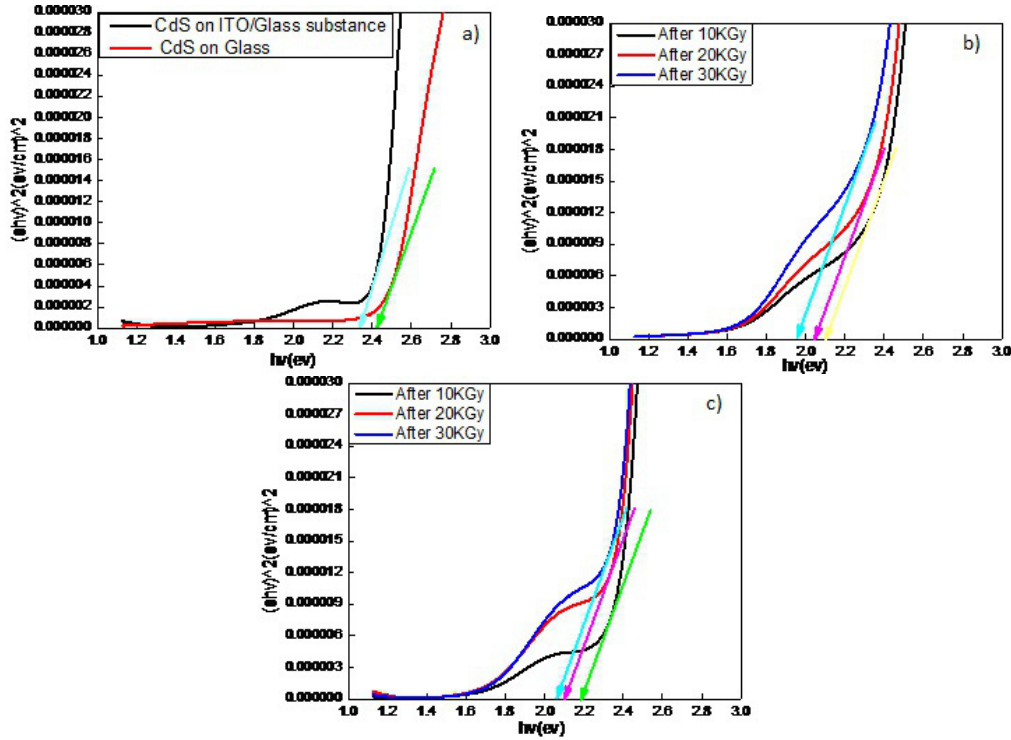 CdS on ITO/Glass substance
CdS on Glass
a)
0.000030
0.000028
0.000026
0.000024
0.000022
0.000020
0.000018
0.000016
0.000014
0.000012
0.000010
0.000008
0.000006
0.000004
0.000002
0.000000
(αhv)^2(ev/cm)^2
1.0 1.2 1.4 1.6 1.8 2.0 2.2 2.4 2.6 2.8 3.0
hv(ev)
After 10KGy
After 20KGy
After 30KGy
b)
0.000030
0.000027
0.000024
0.000021
0.000018
0.000015
0.000012
0.000009
0.000006
0.000003
0.000000
(αhv)^2(ev/cm)^2
1.0 1.2 1.4 1.6 1.8 2.0 2.2 2.4 2.6 2.8 3.0
hv(ev)
After 10KGy
After 20KGy
After 30KGy
c)
0.000030
0.000027
0.000024
0.000021
0.000018
0.000015
0.000012
0.000009
0.000006
0.000003
0.000000
(αhv)^2(ev/cm)^2
1.0 1.2 1.4 1.6 1.8 2.0 2.2 2.4 2.6 2.8 3.0
hv(ev)